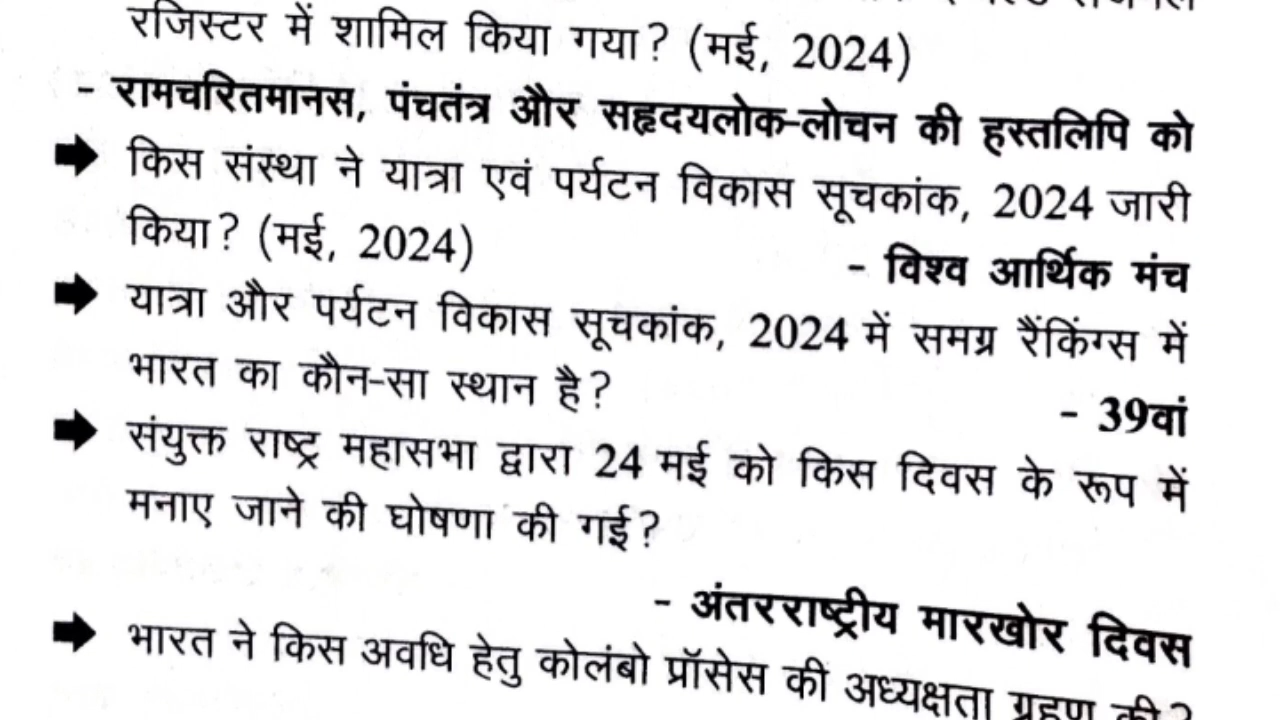 रजिस्टर में शामिल किया गया? (मई, 2024)
- रामचरितमानस, पंचतंत्र और सहृदयलोक-लोचन की हस्तलिपि को
किस संस्था ने यात्रा एवं पर्यटन विकास सूचकांक, 2024 जारी
किया? (मई, 2024) - विश्व आर्थिक मंच
यात्रा और पर्यटन विकास सूचकांक, 2024 में समग्र रैंकिंग्स में
भारत का कौन-सा स्थान है? - 39वां
संयुक्त राष्ट्र महासभा द्वारा 24 मई को किस दिवस के रूप में
मनाए जाने की घोषणा की गई?
- अंतरराष्ट्रीय मारखोर दिवस
भारत ने किस अवधि हेतु कोलंबो प्रॉसेस की अध्यक्षता ग्रहण की?